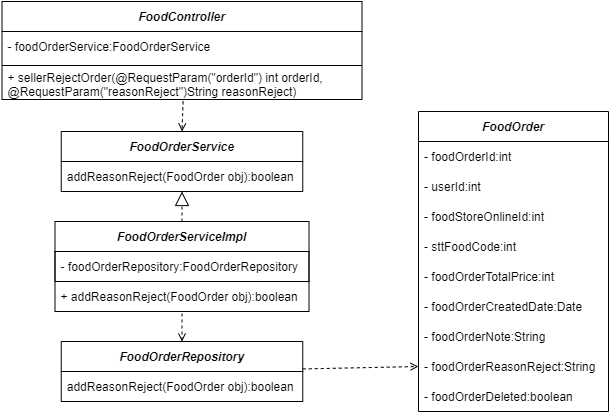 FoodController
- foodOrderService:FoodOrderService
+ sellerRejectOrder(@RequestParam("orderId") int orderId,
@RequestParam("reasonReject")String reasonReject)
FoodOrderService
addReasonReject(FoodOrder obj):boolean
FoodOrderServiceImpl
- foodOrderRepository:FoodOrderRepository
+ addReasonReject(FoodOrder obj):boolean
FoodOrderRepository
addReasonReject(FoodOrder obj):boolean
FoodOrder
- foodOrderId:int
- userId:int
- foodStoreOnlineId:int
- sttFoodCode:int
- foodOrderTotalPrice:int
- foodOrderCreatedDate:Date
- foodOrderNote:String
- foodOrderReasonReject:String
- foodOrderDeleted:boolean